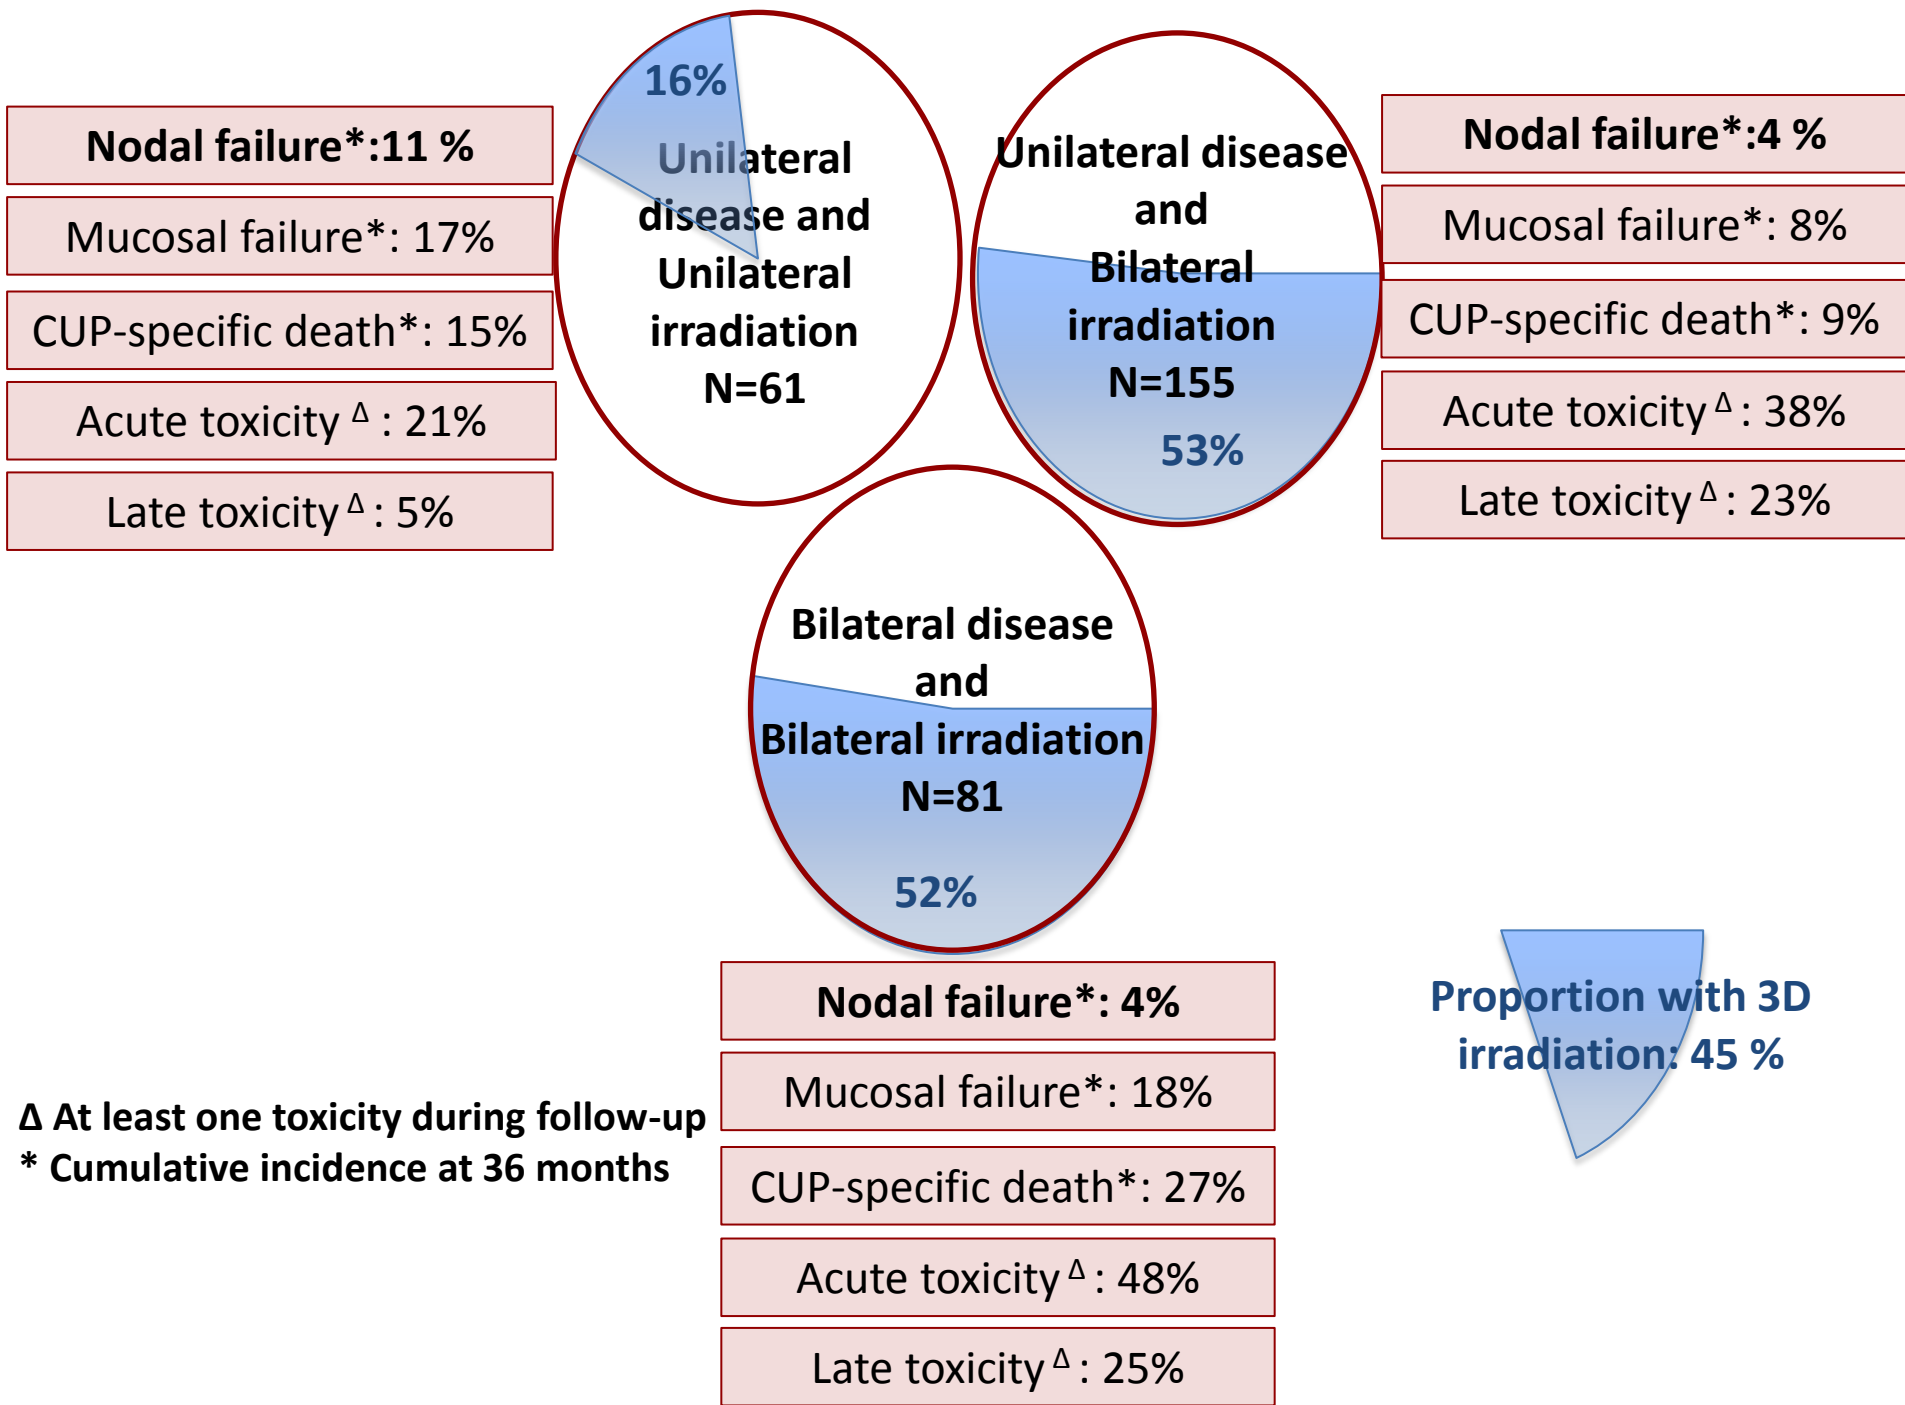 16%
Unilateral
disease and
Unilateral
irradiation
N=61
Nodal failure*:11 %
Mucosal failure*: 17%
CUP-specific death*: 15%
Acute toxicity Δ : 21%
Late toxicity Δ : 5%
Unilateral disease
and
Bilateral
irradiation
N=155
53%
Nodal failure*:4 %
Mucosal failure*: 8%
CUP-specific death*: 9%
Acute toxicity Δ : 38%
Late toxicity Δ : 23%
Bilateral disease
and
Bilateral irradiation
N=81
52%
Nodal failure*: 4%
Mucosal failure*: 18%
CUP-specific death*: 27%
Acute toxicity Δ : 48%
Late toxicity Δ : 25%
Proportion with 3D
irradiation: 45 %
Δ At least one toxicity during follow-up
* Cumulative incidence at 36 months